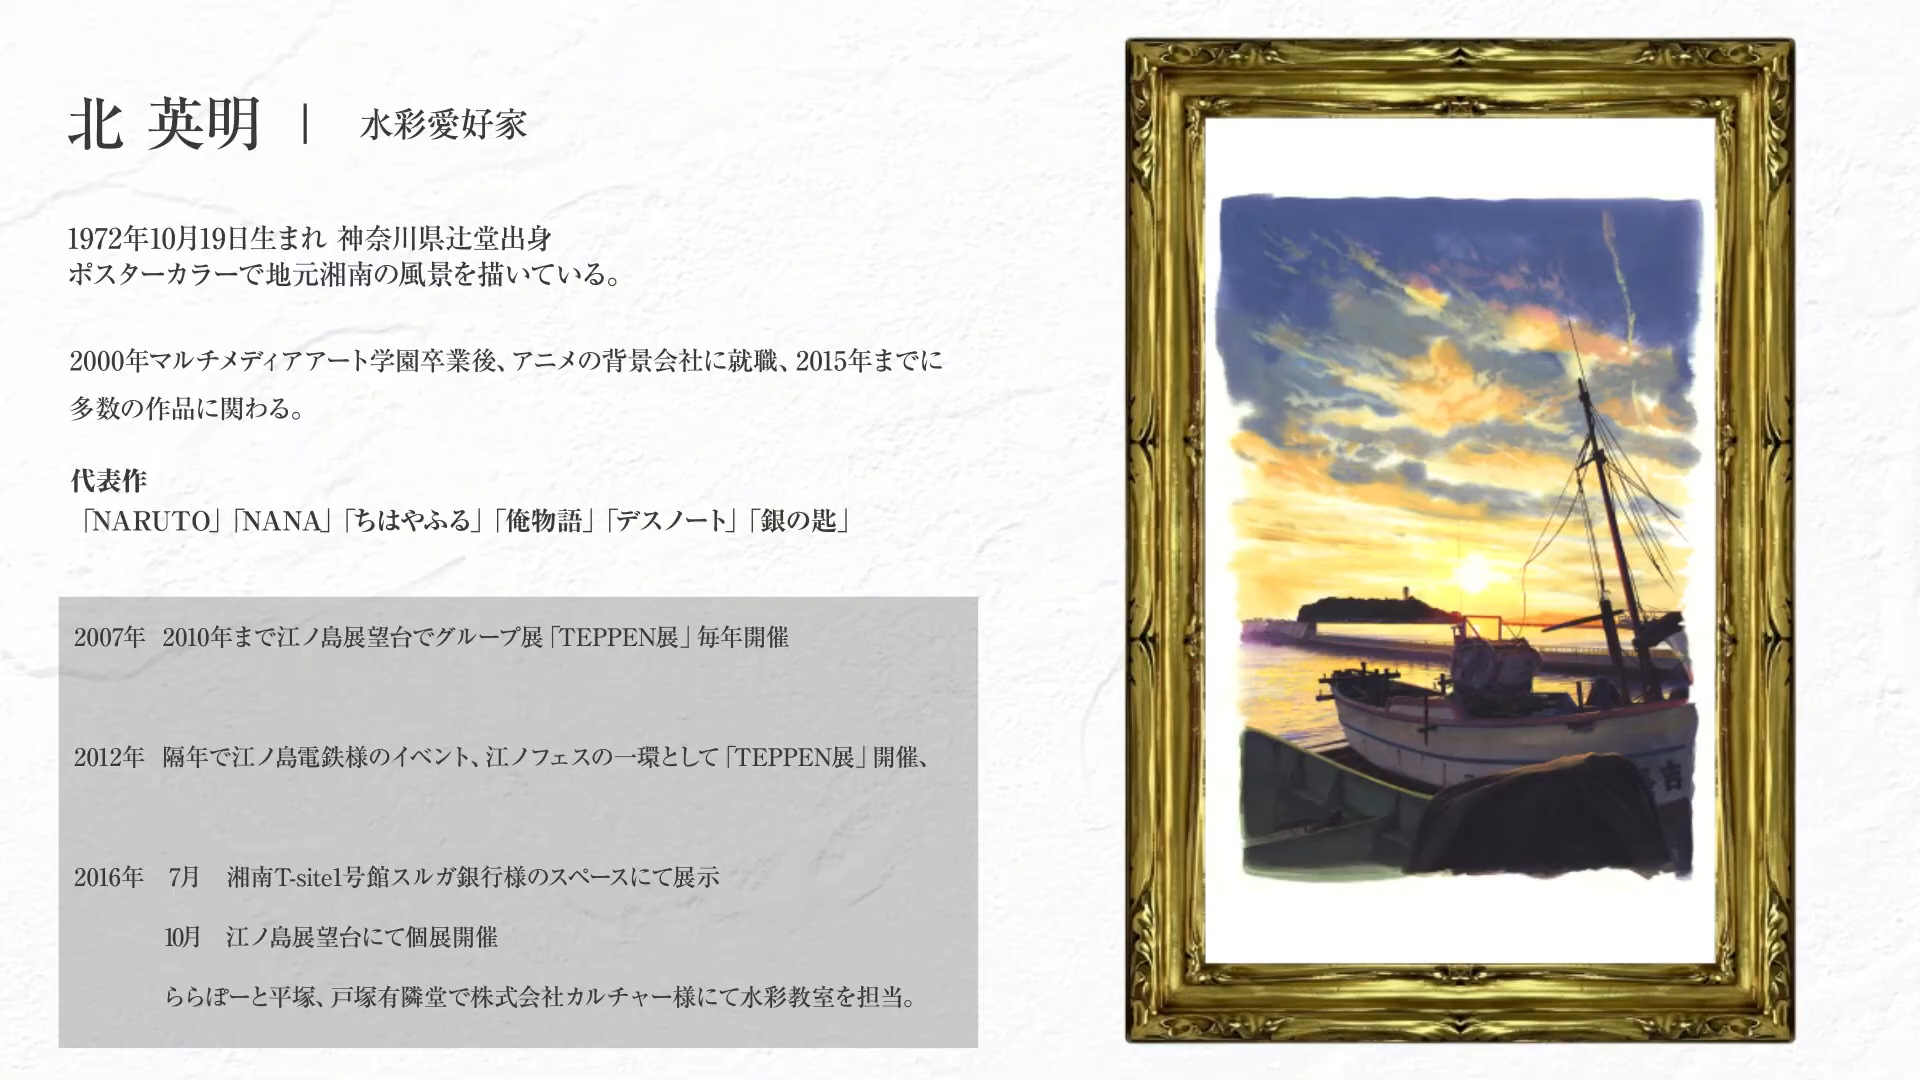 北 英明 | 水彩愛好家
1972年10月19日生まれ 神奈川県辻堂出身
ポスターカラーで地元湘南の風景を描いている。
2000年マルチメディアアート学園卒業後、アニメの背景会社に就職、2015年までに
多数の作品に関わる。
代表作
「NARUTO」「NANA」「ちはやふる」「俺物語」「デスノート」「銀の匙」
2007年 2010年まで江ノ島展望台でグループ展「TEPPEN展」毎年開催
2012年 隔年で江ノ島電鉄様のイベント、江ノフェスの一環として「TEPPEN展」開催、
2016年 7月 湘南T-site1号館スルガ銀行様のスペースにて展示
10月 江ノ島展望台にて個展開催
ららぽーと平塚、戸塚有隣堂で株式会社カルチャー様にて水彩教室を担当。